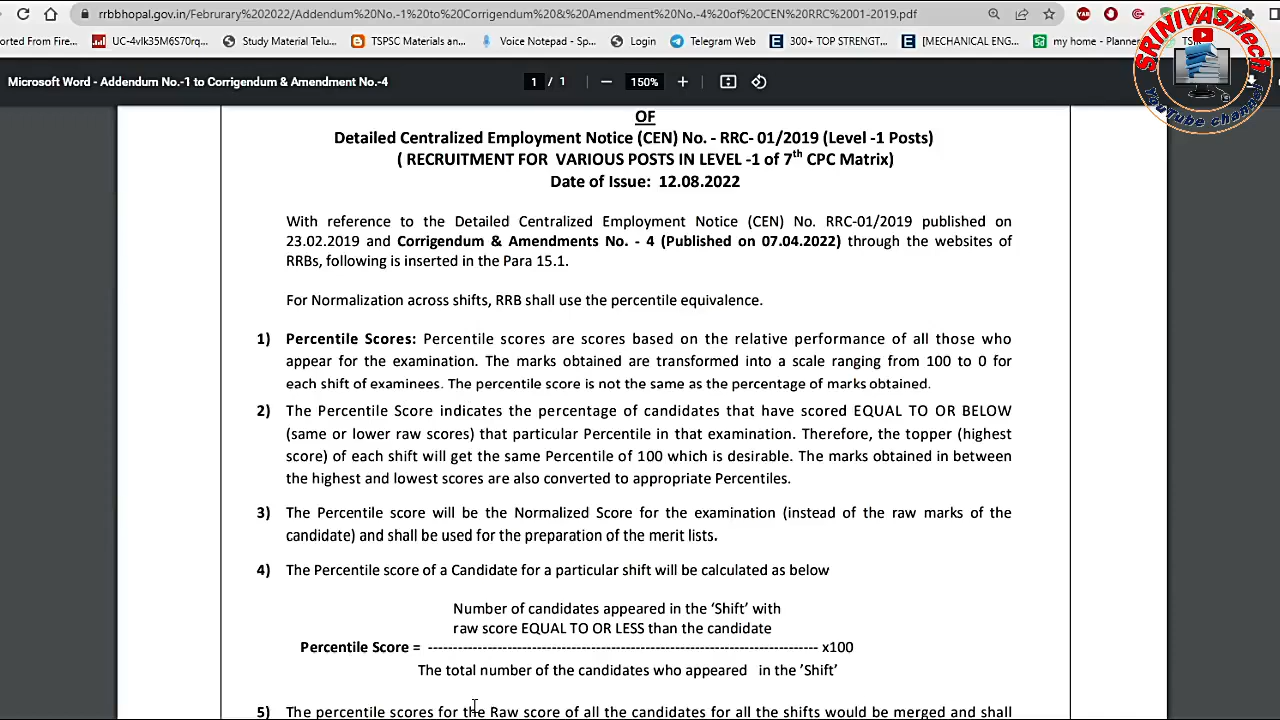 rrbbhopal.gov.in/Februrary%202022/Addendum%20No.-1%20to%20Corrigendum%20&%20Amendment%20No.-4%20of%20CEN%20RRC%2001-2019.pdf
orted From Fire... UC-4vlk35M6S70rq... Study Material Telu... TSPSC Materials an... Voice Notepad - Sp... Login Telegram Web 300+ TOP STRENGT... [MECHANICAL ENG... my home - Planner
SRINIVASMech
YouTube channel
Microsoft Word - Addendum No.-1 to Corrigendum & Amendment No.-4 1 / 1 150%
OF
Detailed Centralized Employment Notice (CEN) No. - RRC- 01/2019 (Level -1 Posts)
( RECRUITMENT FOR VARIOUS POSTS IN LEVEL -1 of 7th CPC Matrix)
Date of Issue: 12.08.2022
With reference to the Detailed Centralized Employment Notice (CEN) No. RRC-01/2019 published on
23.02.2019 and Corrigendum & Amendments No. - 4 (Published on 07.04.2022) through the websites of
RRBs, following is inserted in the Para 15.1.
For Normalization across shifts, RRB shall use the percentile equivalence.
1) Percentile Scores: Percentile scores are scores based on the relative performance of all those who
appear for the examination. The marks obtained are transformed into a scale ranging from 100 to 0 for
each shift of examinees. The percentile score is not the same as the percentage of marks obtained.
2) The Percentile Score indicates the percentage of candidates that have scored EQUAL TO OR BELOW
(same or lower raw scores) that particular Percentile in that examination. Therefore, the topper (highest
score) of each shift will get the same Percentile of 100 which is desirable. The marks obtained in between
the highest and lowest scores are also converted to appropriate Percentiles.
3) The Percentile score will be the Normalized Score for the examination (instead of the raw marks of the
candidate) and shall be used for the preparation of the merit lists.
4) The Percentile score of a Candidate for a particular shift will be calculated as below
Number of candidates appeared in the ‘Shift’ with
raw score EQUAL TO OR LESS than the candidate
Percentile Score = ------------------------------------------------------------------------------ x100
The total number of the candidates who appeared in the ’Shift’
5) The percentile scores for the Raw score of all the candidates for all the shifts would be merged and shall